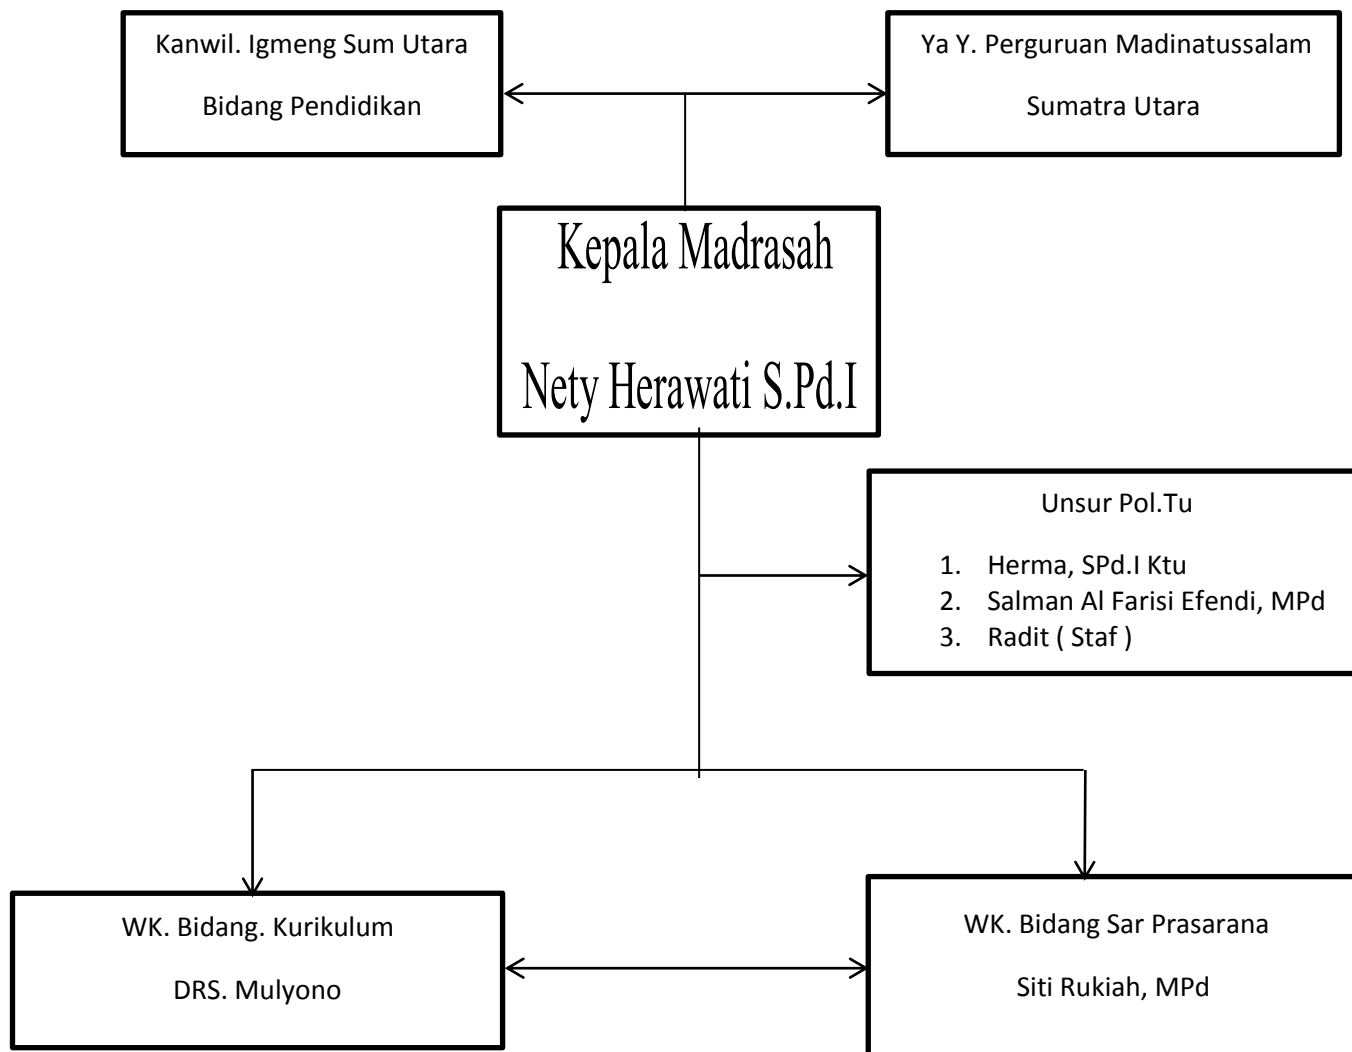 Kanwil. Igmeng Sum Utara
Bidang Pendidikan
Ya Y. Perguruan Madinatussalam
Sumatra Utara
Kepala Madrasah
Nety Herawati S.Pd.I
Unsur Pol.Tu
1. Herma, SPd.I Ktu
2. Salman Al Farisi Efendi, MPd
3. Radit ( Staf )
WK. Bidang. Kurikulum
DRS. Mulyono
WK. Bidang Sar Prasarana
Siti Rukiah, MPd